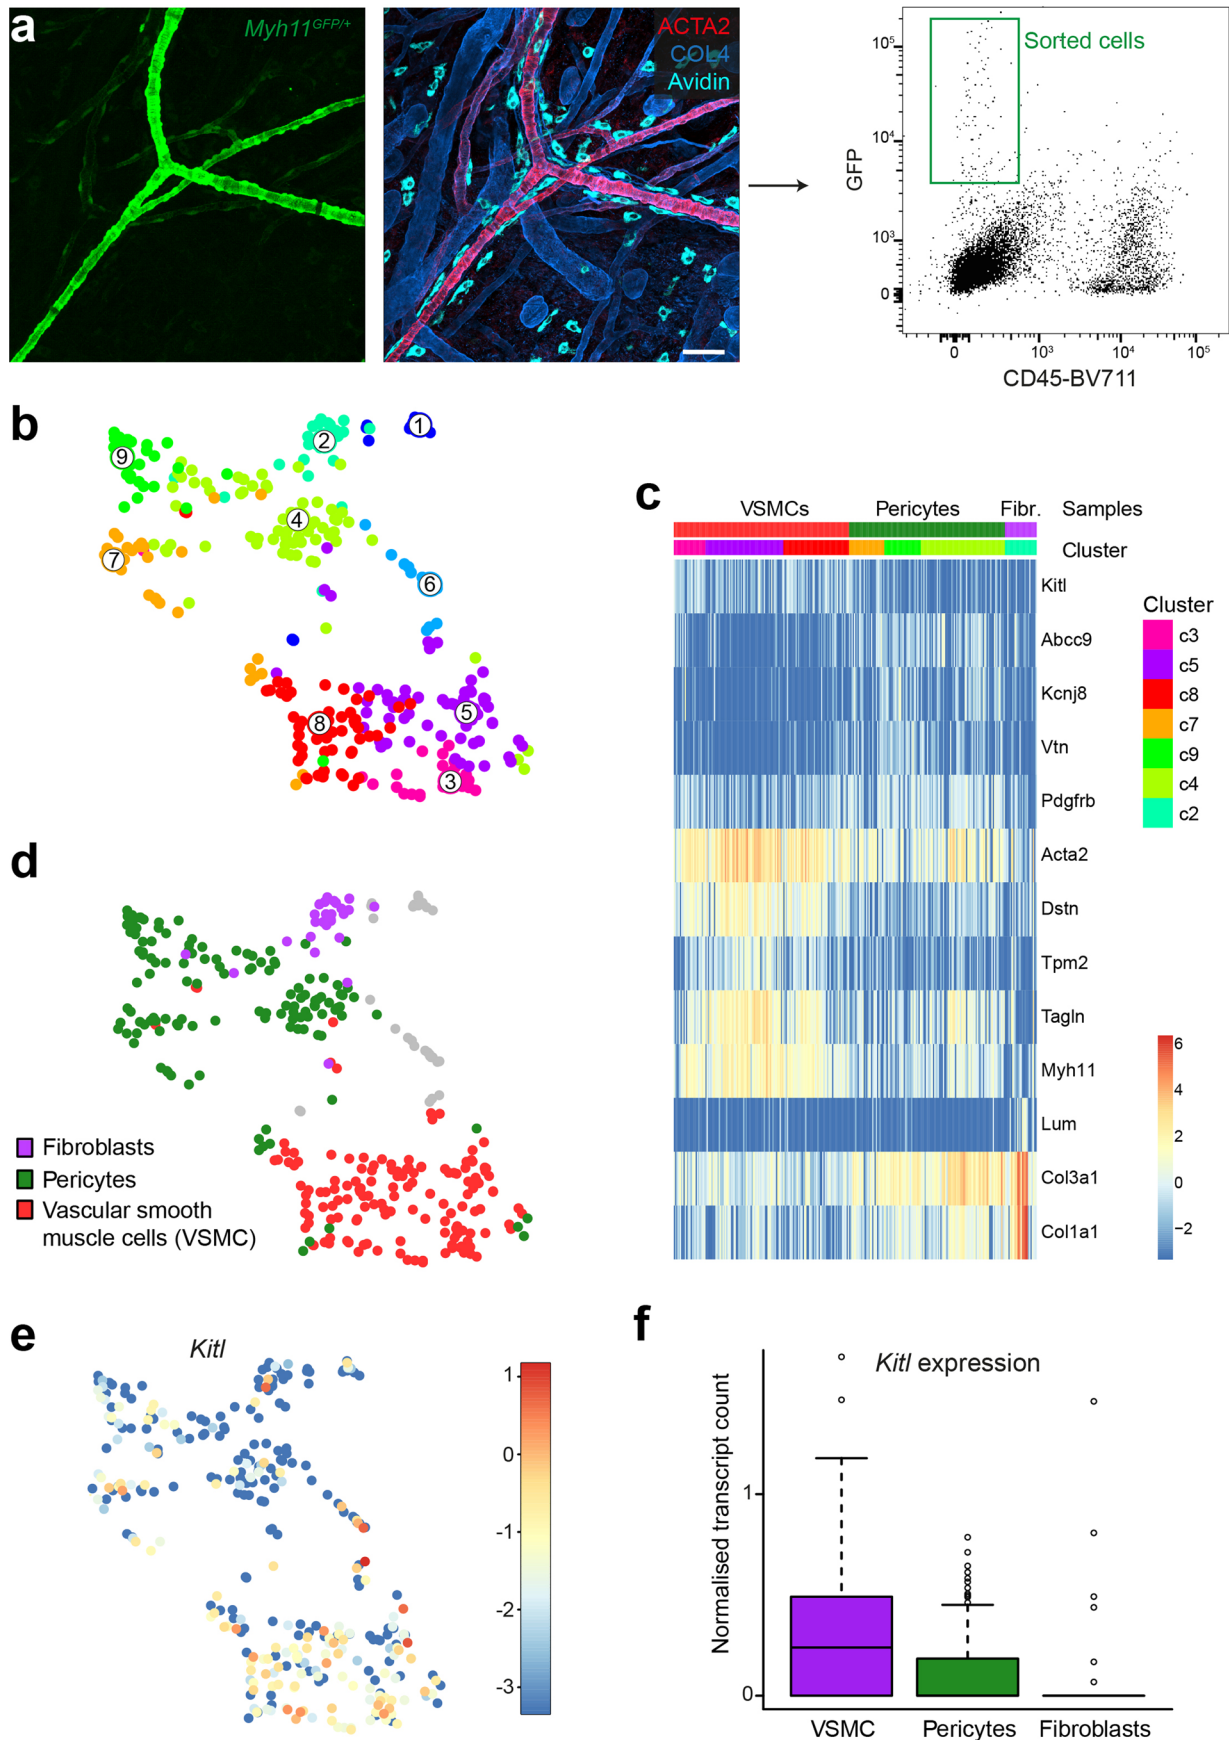 a
Myh11GFP/+
ACTA2
COL4
Avidin
Sorted cells
GFP
10⁵
10⁴
10³
0
0
10³
10⁴
10⁵
CD45-BV711
b
1
2
9
4
7
6
8
5
3
c
VSMCs
Pericytes
Fibr.
Samples
Cluster
Kitl
Abcc9
Kcnj8
Vtn
Pdgfrb
Acta2
Dstn
Tpm2
Tagln
Myh11
Lum
Col3a1
Col1a1
Cluster
c3
c5
c8
c7
c9
c4
c2
6
4
2
0
−2
d
Fibroblasts
Pericytes
Vascular smooth
muscle cells (VSMC)
e
Kitl
1
0
-1
-2
-3
f
Kitl expression
Normalised transcript count
1
0
VSMC
Pericytes
Fibroblasts